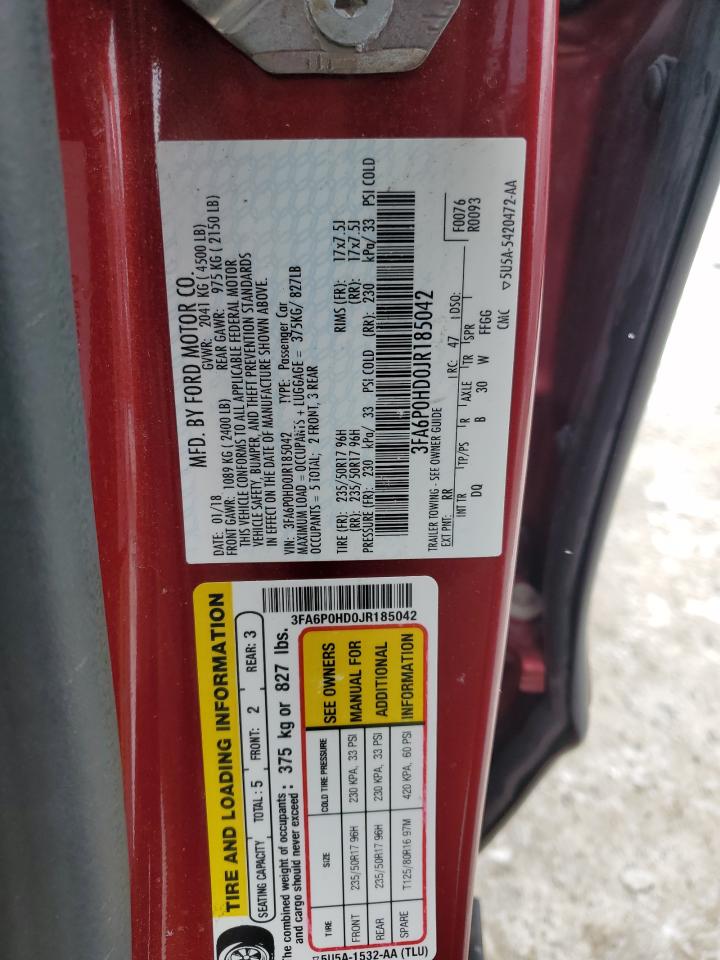 MFD. BY FORD MOTOR CO.
DATE: 01/18 GVWR: 2041 KG ( 4500 LB)
FRONT GAWR: 1089 KG (2400 LB) REAR GAWR: 975 KG ( 2150 LB)
THIS VEHICLE CONFORMS TO ALL APPLICABLE FEDERAL MOTOR
VEHICLE SAFETY, BUMPER, AND THEFT PREVENTION STANDARDS
IN EFFECT ON THE DATE OF MANUFACTURE SHOWN ABOVE.
VIN: 3FA6P0HD0JR185042 TYPE: Passenger Car
MAXIMUM LOAD = OCCUPANTS + LUGGAGE = 375KG/ 827LB
OCCUPANTS = 5 TOTAL; 2 FRONT, 3 REAR
TIRE (FR): 235/50R17 96H RIMS (FR): 17x7.5J
(RR): 235/50R17 96H (RR): 17x7.5J
PRESSURE (FR): 230 kPa/ 33 PSI COLD (RR): 230 kPa/ 33 PSI COLD
3FA6P0HD0JR185042
TRAILER TOWING - SEE OWNER GUIDE
EXT PNT: RR RC: 47 DSO: F0076
R0093
INT TR TP/PS R AXLE TR SPR
DQ B 30 W FFGG
CMC
▽5U5A-5420472-AA
TIRE AND LOADING INFORMATION
SEATING CAPACITY TOTAL: 5 FRONT: 2 REAR: 3
The combined weight of occupants
and cargo should never exceed : 375 kg or 827 lbs.
3FA6P0HD0JR185042
TIRE SIZE COLD TIRE PRESSURE
FRONT 235/50R17 96H 230 KPA, 33 PSI
REAR 235/50R17 96H 230 KPA, 33 PSI
SPARE T125/80R16 97M 420 KPA, 60 PSI
SEE OWNERS
MANUAL FOR
ADDITIONAL
INFORMATION
▽5U5A-1532-AA (TLU)